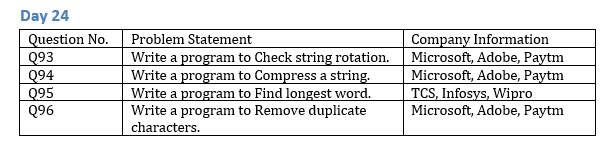 Day 24
Question No. Problem Statement Company Information
Q93 Write a program to Check string rotation. Microsoft, Adobe, Paytm
Q94 Write a program to Compress a string. Microsoft, Adobe, Paytm
Q95 Write a program to Find longest word. TCS, Infosys, Wipro
Q96 Write a program to Remove duplicate Microsoft, Adobe, Paytm
characters.